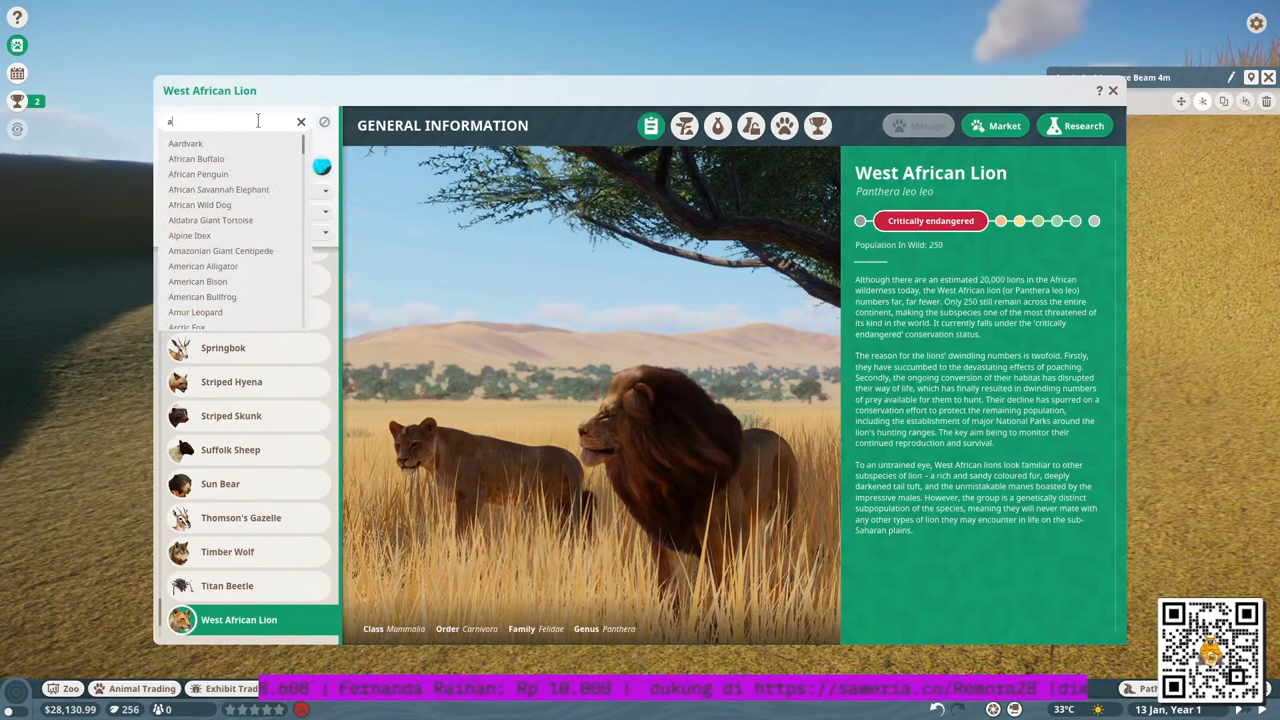 ce Beam 4m
2
West African Lion
?
a
Aardvark
African Buffalo
African Penguin
African Savannah Elephant
African Wild Dog
Aldabra Giant Tortoise
Alpine Ibex
Amazonian Giant Centipede
American Alligator
American Bison
American Bullfrog
Amur Leopard
Arctic Fox
Springbok
Striped Hyena
Striped Skunk
Suffolk Sheep
Sun Bear
Thomson's Gazelle
Timber Wolf
Titan Beetle
West African Lion
GENERAL INFORMATION
Manage
Market
Research
West African Lion
Panthera leo leo
Critically endangered
Population In Wild: 250
Although there are an estimated 20,000 lions in the African
wilderness today, the West African lion (or Panthera leo leo)
numbers far, far fewer. Only 250 still remain across the entire
continent, making the subspecies one of the most threatened of
its kind in the world. It currently falls under the 'critically
endangered' conservation status.
The reason for the lions' dwindling numbers is twofold. Firstly,
they have succumbed to the devastating effects of poaching.
Secondly, the ongoing conversion of their habitat has disrupted
their way of life, which has finally resulted in dwindling numbers
of prey available for them to hunt. Their decline has spurred on a
conservation effort to protect the remaining population,
including the establishment of major National Parks around the
lion's hunting ranges. The key aim being to monitor their
continued reproduction and survival.
To an untrained eye, West African lions look familiar to other
subspecies of lion – a rich and sandy coloured fur, deeply
darkened tail tuft, and the unmistakable manes boasted by the
impressive males. However, the group is a genetically distinct
subpopulation of the species, meaning they will never mate with
any other types of lion they may encounter in life on the sub-
Saharan plains.
Class Mammalia Order Carnivora Family Felidae Genus Panthera
Zoo Animal Trading Exhibit Trad
.608 | Fernanda Raihan: Rp 10.000 | dukung di https://saweria.co/Remora28 (dim
Path
$28,130.99 256 0
33°C 13 Jan, Year 1